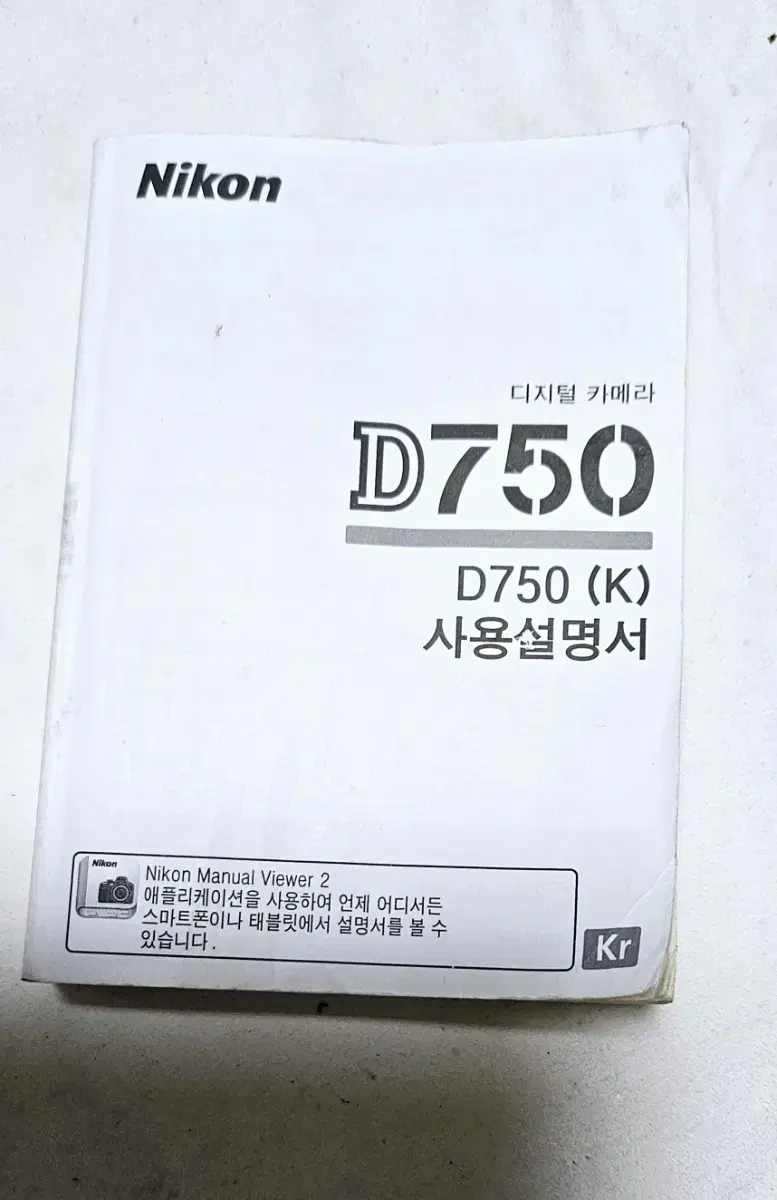 Nikon
디지털 카메라
D750
D750 (K)
사용설명서
Nikon
Nikon Manual Viewer 2
애플리케이션을 사용하여 언제 어디서든
스마트폰이나 태블릿에서 설명서를 볼 수
있습니다.
Kr